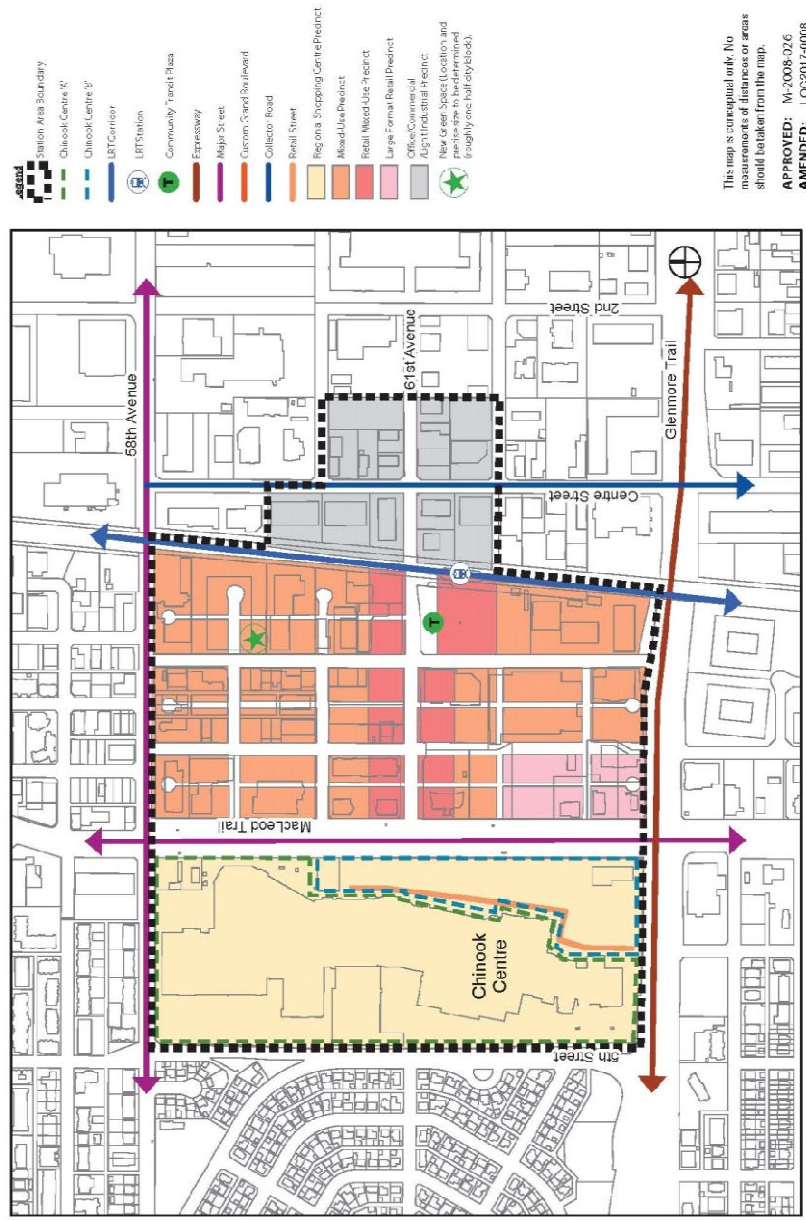 Legend
Station Area Boundary
Chinook Centre 'A'
Chinook Centre 'B'
LRT Corridor
LRT Station
T
Community Transit Plaza
Expressway
Major Street
Custom Grand Boulevard
Collector Road
Retail Street
Regional Shopping Centre Precinct
Mixed-Use Precinct
Retail Mixed-Use Precinct
Large Format Retail Precinct
Office/Commercial
/Light Industrial Precinct
New Green Space (Location and
precise size to be determined
(roughly one half city block).
58th Avenue
61st Avenue
2nd Street
Glenmore Trail
Centre Street
T
MacLeod Trail
Chinook
Centre
5th Street
This map is conceptual only. No
measurements of distances or areas
should be taken from the map.
APPROVED: M-2008-026
AMENDED: LOC2017-0008